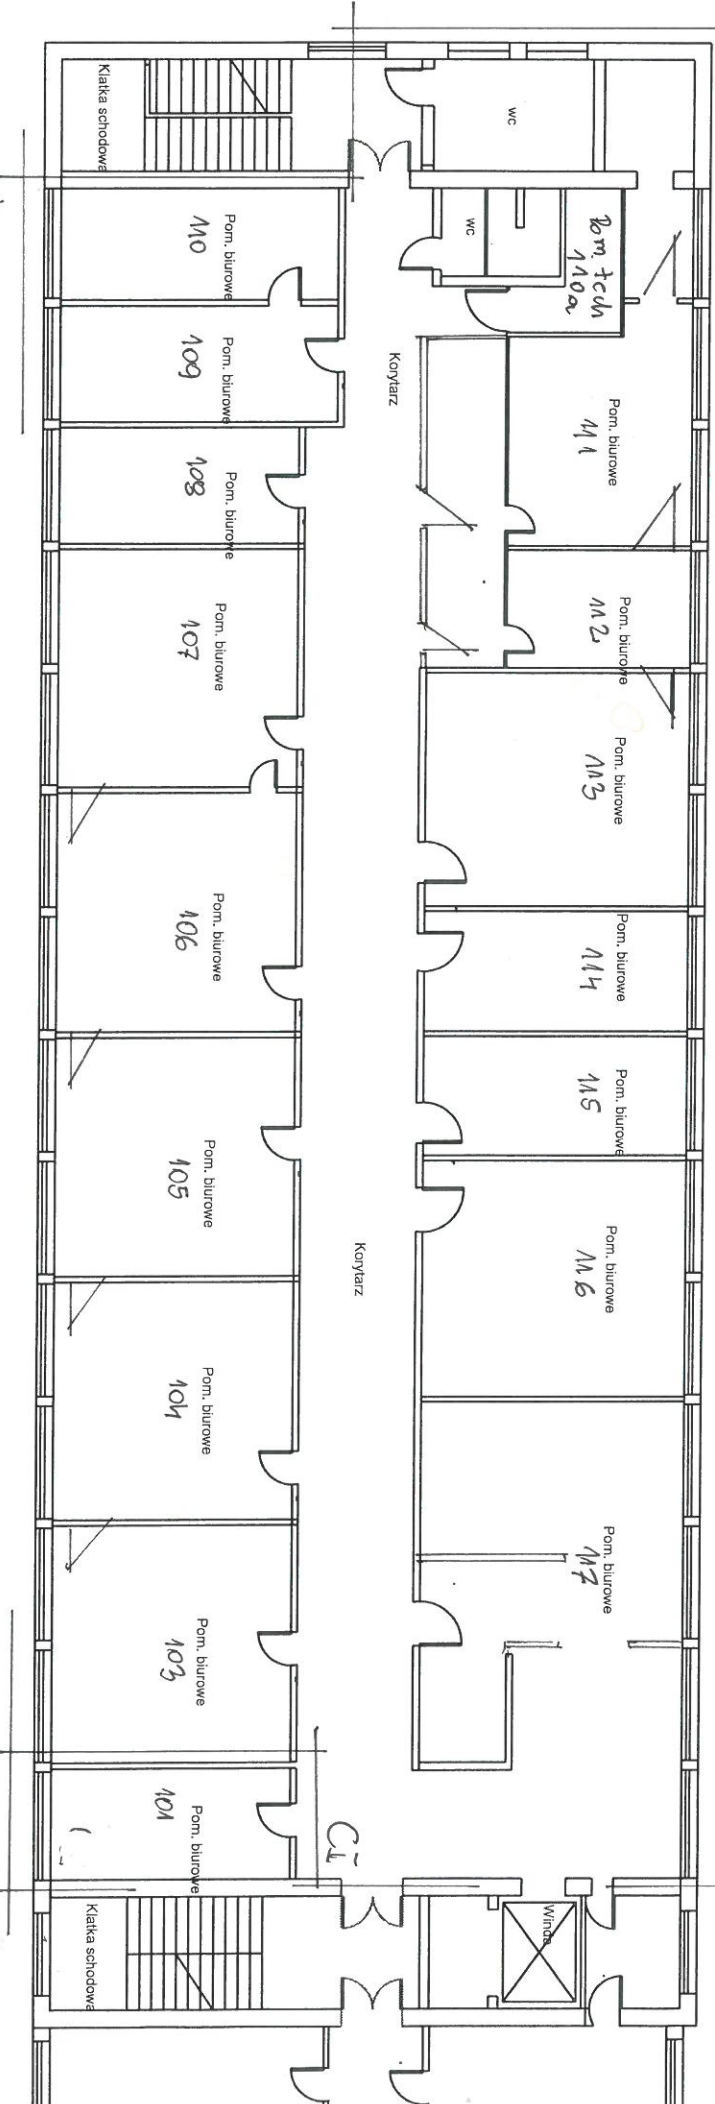 Klatka schodowa
wc
wc
Pom. tech
110a
Pom. biurowe
110
Pom. biurowe
109
Korytarz
Pom. biurowe
111
Pom. biurowe
108
Pom. biurowe
112
Pom. biurowe
107
Pom. biurowe
113
Pom. biurowe
106
Pom. biurowe
114
Pom. biurowe
115
Pom. biurowe
105
Korytarz
Pom. biurowe
116
Pom. biurowe
104
Pom. biurowe
117
Pom. biurowe
103
Pom. biurowe
101
Klatka schodowa
Winda